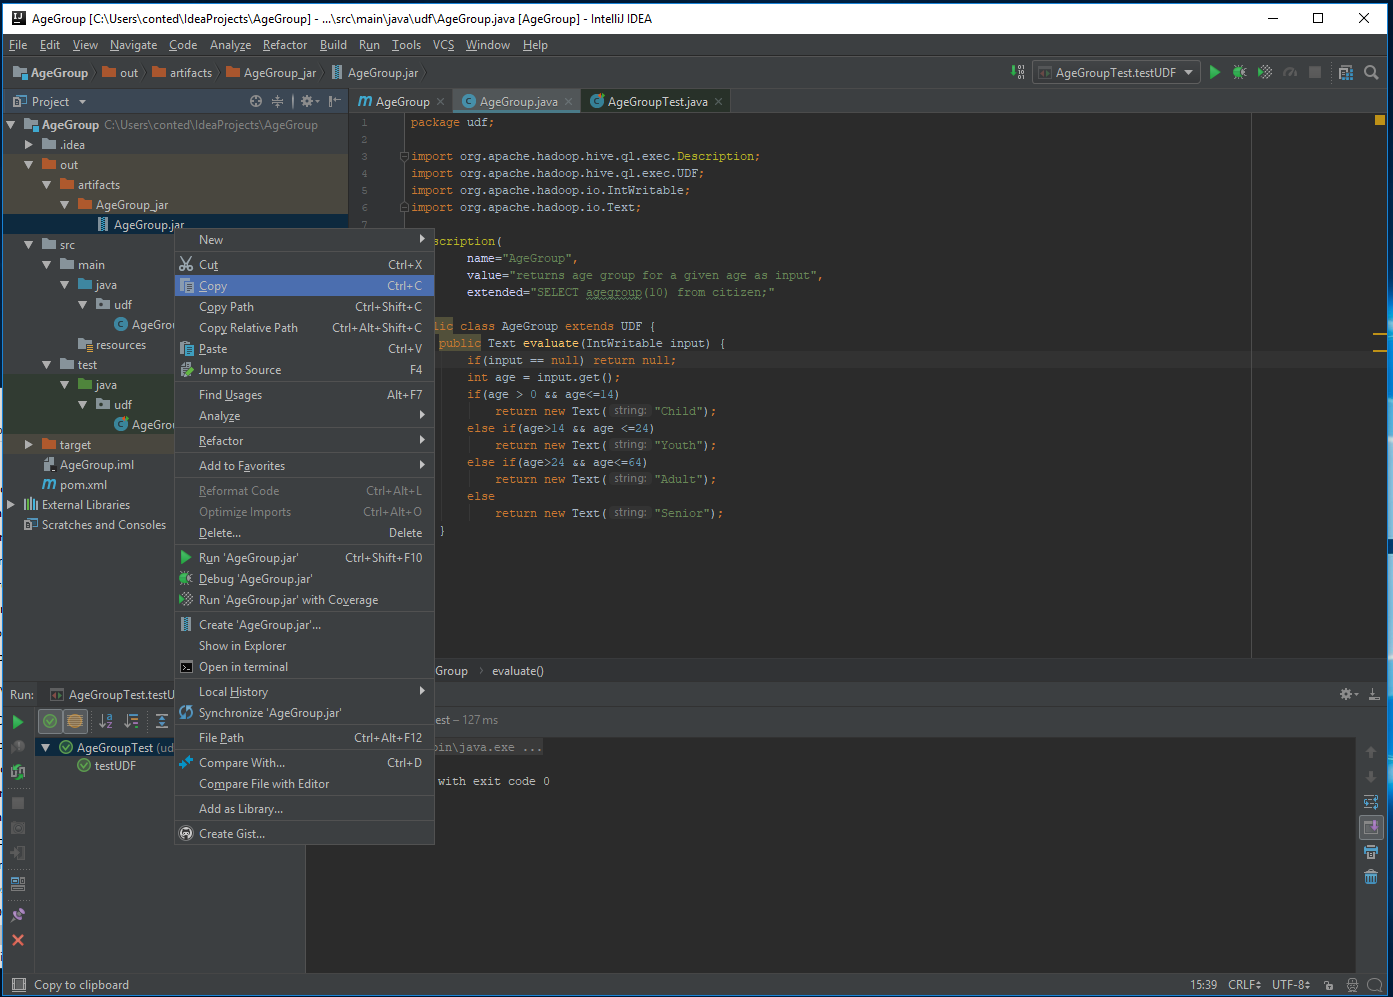 AgeGroup [C:\Users\conted\IdeaProjects\AgeGroup] - ...\src\main\java\udf\AgeGroup.java [AgeGroup] - IntelliJ IDEA
File Edit View Navigate Code Analyze Refactor Build Run Tools VCS Window Help
AgeGroup out artifacts AgeGroup_jar AgeGroup.jar AgeGroupTest.testUDF
Project AgeGroup AgeGroup.java AgeGroupTest.java
AgeGroup C:\Users\conted\IdeaProjects\AgeGroup
.idea
out
artifacts
AgeGroup_jar
AgeGroup.jar
src
main
java
udf
AgeGro
resources
test
java
udf
AgeGro
target
AgeGroup.iml
pom.xml
External Libraries
Scratches and Consoles
New
Cut Ctrl+X
Copy Ctrl+C
Copy Path Ctrl+Shift+C
Copy Relative Path Ctrl+Alt+Shift+C
Paste Ctrl+V
Jump to Source F4
Find Usages Alt+F7
Analyze
Refactor
Add to Favorites
Reformat Code Ctrl+Alt+L
Optimize Imports Ctrl+Alt+O
Delete... Delete
Run 'AgeGroup.jar' Ctrl+Shift+F10
Debug 'AgeGroup.jar'
Run 'AgeGroup.jar' with Coverage
Create 'AgeGroup.jar'...
Show in Explorer
Open in terminal
Local History
Synchronize 'AgeGroup.jar'
File Path Ctrl+Alt+F12
Compare With... Ctrl+D
Compare File with Editor
Add as Library...
Create Gist...
1 package udf;
2
3 import org.apache.hadoop.hive.ql.exec.Description;
4 import org.apache.hadoop.hive.ql.exec.UDF;
5 import org.apache.hadoop.io.IntWritable;
6 import org.apache.hadoop.io.Text;
7
cription(
name="AgeGroup",
value="returns age group for a given age as input",
extended="SELECT agegroup(10) from citizen;"
lic class AgeGroup extends UDF {
public Text evaluate(IntWritable input) {
if(input == null) return null;
int age = input.get();
if(age > 0 && age<=14)
return new Text( string: "Child");
else if(age>14 && age <=24)
return new Text( string: "Youth");
else if(age>24 && age<=64)
return new Text( string: "Adult");
else
return new Text( string: "Senior");
}
Group evaluate()
Run: AgeGroupTest.testU
est – 127 ms
AgeGroupTest (ud
testUDF
bin\java.exe ...
with exit code 0
Copy to clipboard 15:39 CRLF UTF-8